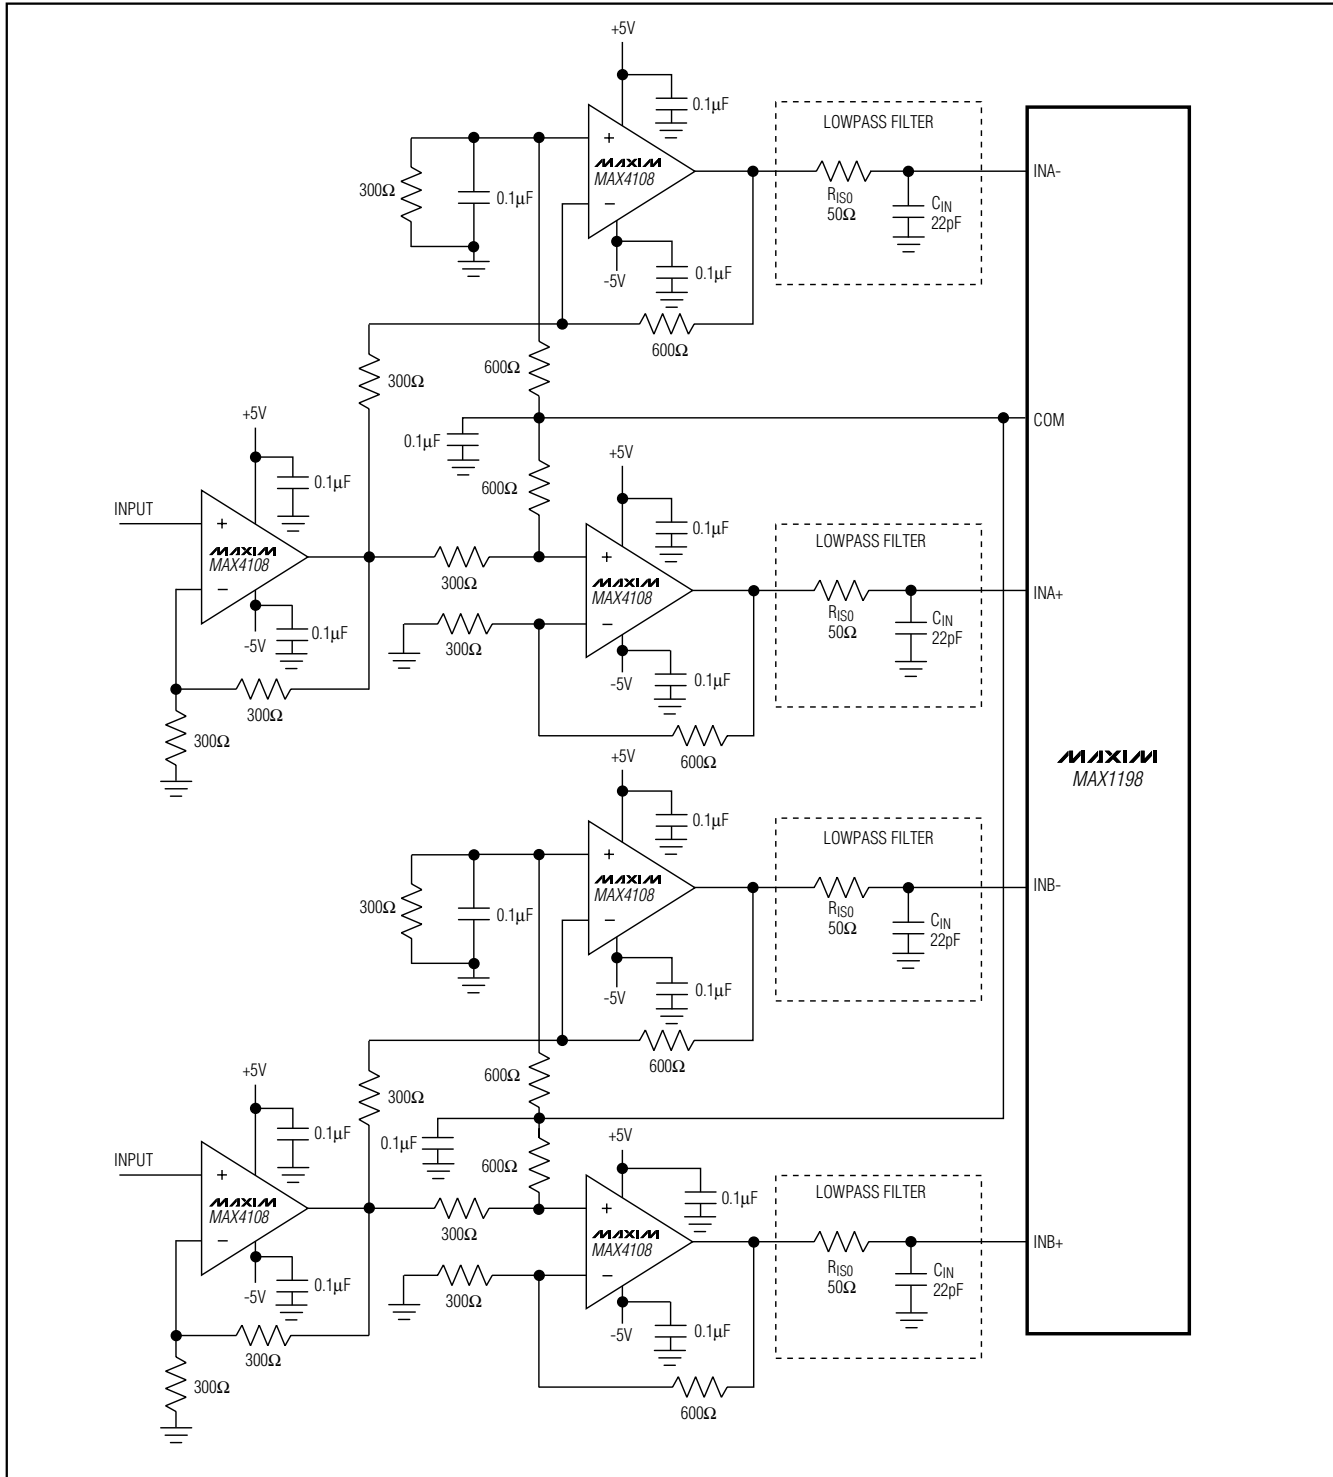 +5V
0.1µF
LOWPASS FILTER
+
MAXIM
MAX4108
INA-
300Ω
0.1µF
RISO
50Ω
CIN
22pF
−
-5V
0.1µF
600Ω
300Ω
600Ω
+5V
COM
0.1µF
+5V
0.1µF
600Ω
INPUT
+
MAXIM
MAX4108
0.1µF
LOWPASS FILTER
300Ω
+
MAXIM
MAX4108
INA+
−
-5V
0.1µF
−
RISO
50Ω
CIN
22pF
300Ω
-5V
0.1µF
300Ω
300Ω
600Ω
MAXIM
MAX1198
+5V
0.1µF
LOWPASS FILTER
+
MAXIM
MAX4108
INB-
300Ω
0.1µF
RISO
50Ω
CIN
22pF
−
-5V
0.1µF
600Ω
600Ω
+5V
300Ω
0.1µF
0.1µF
+5V
INPUT
+
600Ω
0.1µF
LOWPASS FILTER
MAXIM
MAX4108
300Ω
+
MAXIM
MAX4108
INB+
−
-5V
0.1µF
300Ω
−
RISO
50Ω
CIN
22pF
-5V
0.1µF
300Ω
300Ω
600Ω